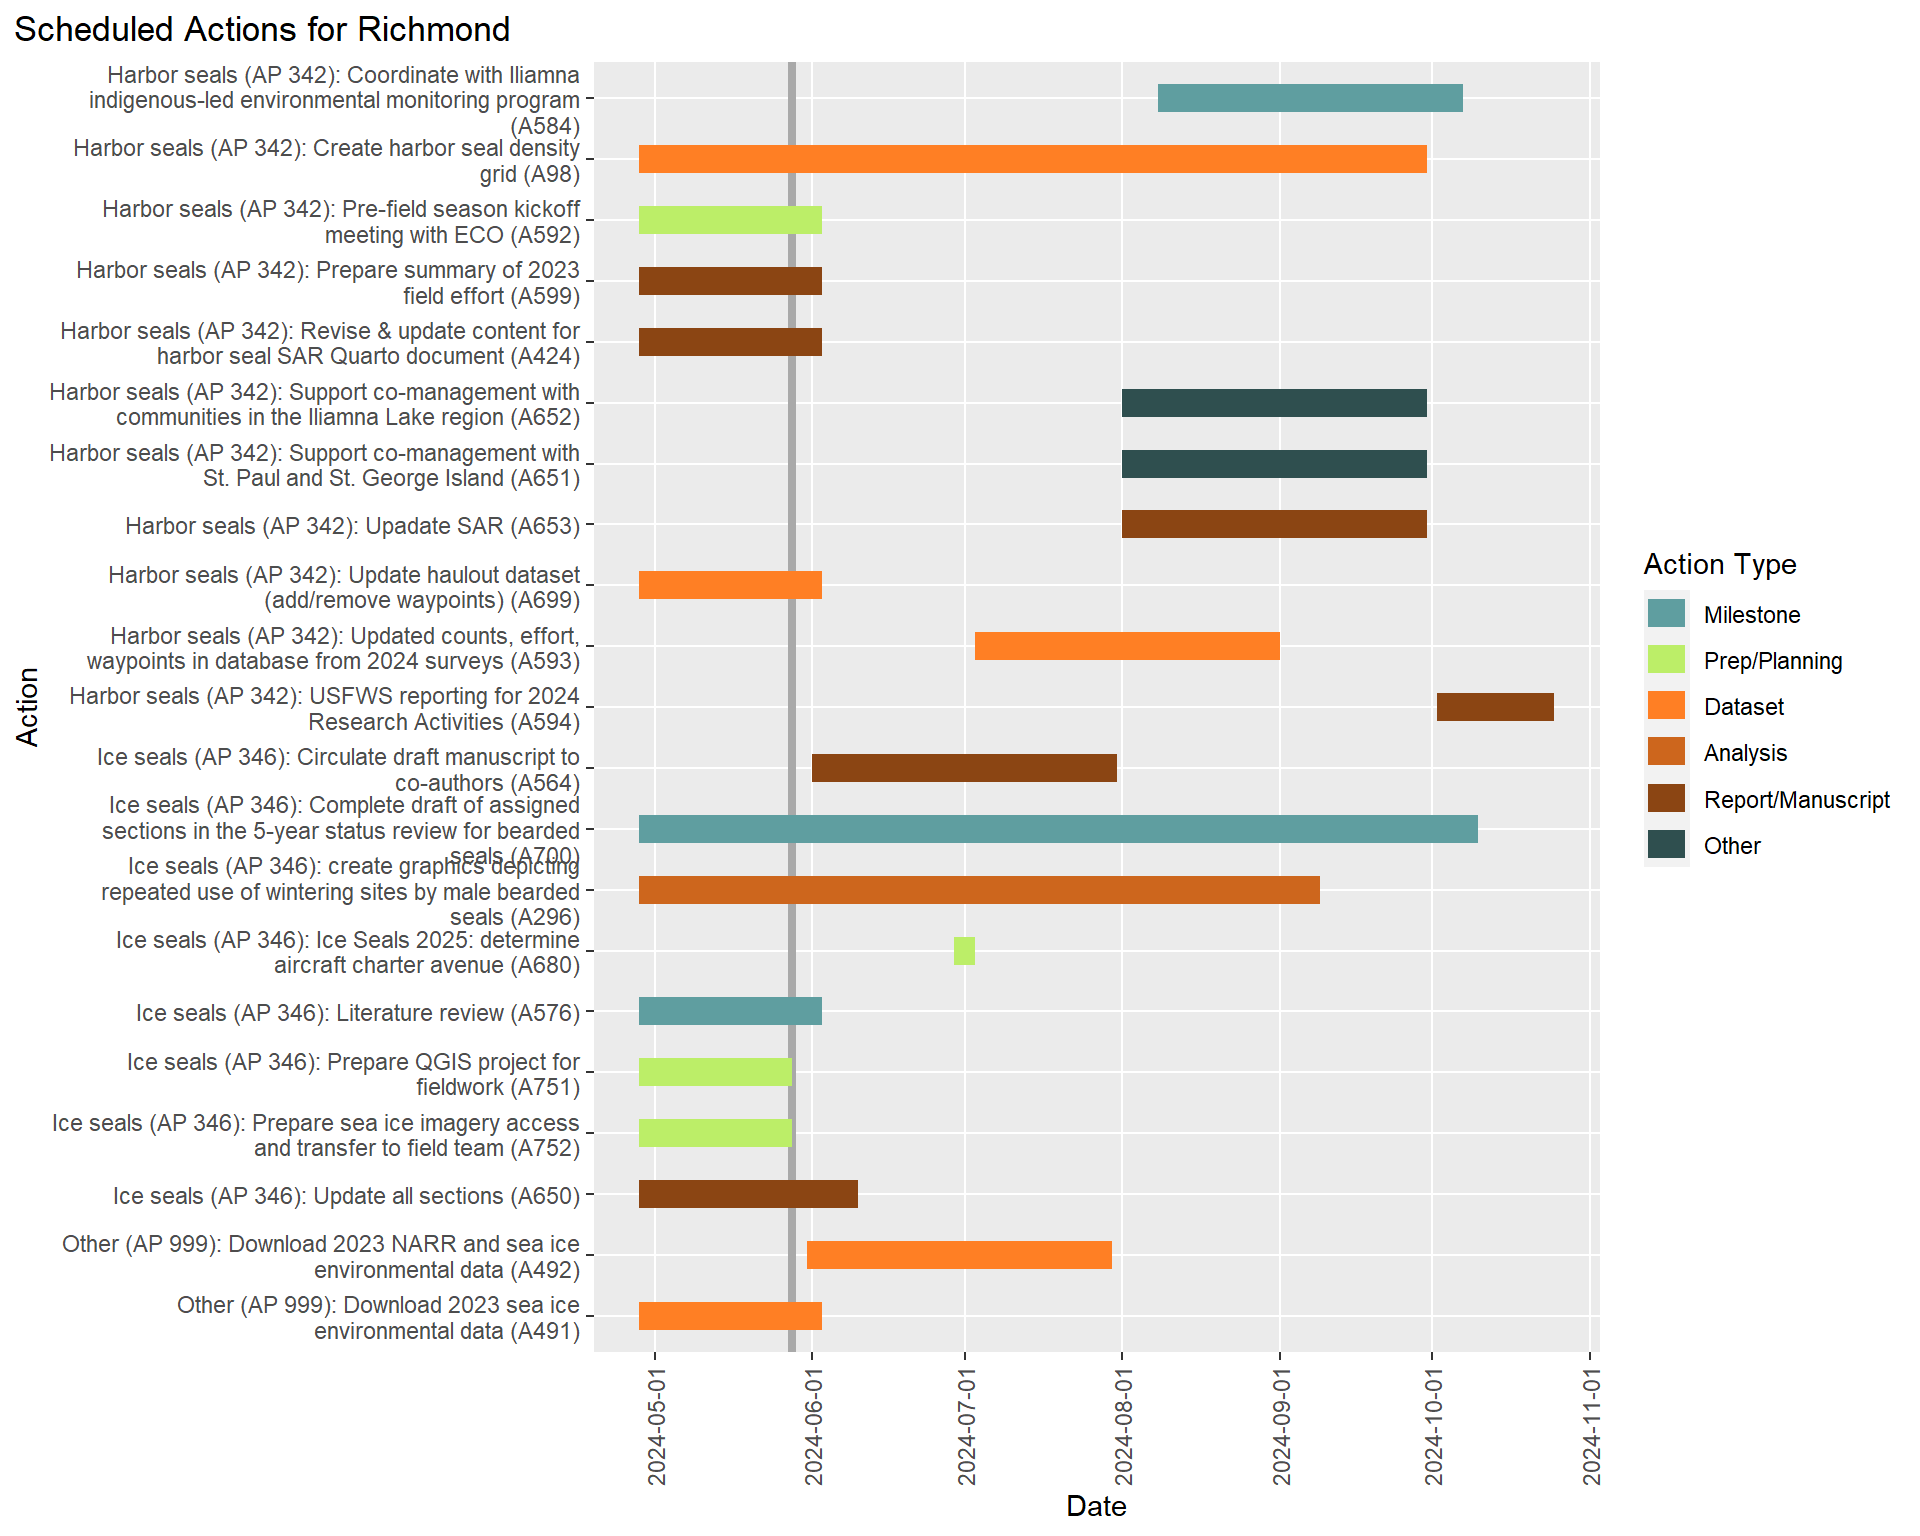 Scheduled Actions for Richmond
Harbor seals (AP 342): Coordinate with Iliamna
indigenous-led environmental monitoring program
(A584)
Harbor seals (AP 342): Create harbor seal density
grid (A98)
Harbor seals (AP 342): Pre-field season kickoff
meeting with ECO (A592)
Harbor seals (AP 342): Prepare summary of 2023
field effort (A599)
Harbor seals (AP 342): Revise & update content for
harbor seal SAR Quarto document (A424)
Harbor seals (AP 342): Support co-management with
communities in the Iliamna Lake region (A652)
Harbor seals (AP 342): Support co-management with
St. Paul and St. George Island (A651)
Harbor seals (AP 342): Upadate SAR (A653)
Harbor seals (AP 342): Update haulout dataset
(add/remove waypoints) (A699)
Harbor seals (AP 342): Updated counts, effort,
waypoints in database from 2024 surveys (A593)
Harbor seals (AP 342): USFWS reporting for 2024
Research Activities (A594)
Ice seals (AP 346): Circulate draft manuscript to
co-authors (A564)
Ice seals (AP 346): Complete draft of assigned
sections in the 5-year status review for bearded
seals (A700)
Ice seals (AP 346): create graphics depicting
repeated use of wintering sites by male bearded
seals (A296)
Ice seals (AP 346): Ice Seals 2025: determine
aircraft charter avenue (A680)
Ice seals (AP 346): Literature review (A576)
Ice seals (AP 346): Prepare QGIS project for
fieldwork (A751)
Ice seals (AP 346): Prepare sea ice imagery access
and transfer to field team (A752)
Ice seals (AP 346): Update all sections (A650)
Other (AP 999): Download 2023 NARR and sea ice
environmental data (A492)
Other (AP 999): Download 2023 sea ice
environmental data (A491)
Action
2024-05-01
2024-06-01
2024-07-01
2024-08-01
2024-09-01
2024-10-01
2024-11-01
Date
Action Type
Milestone
Prep/Planning
Dataset
Analysis
Report/Manuscript
Other